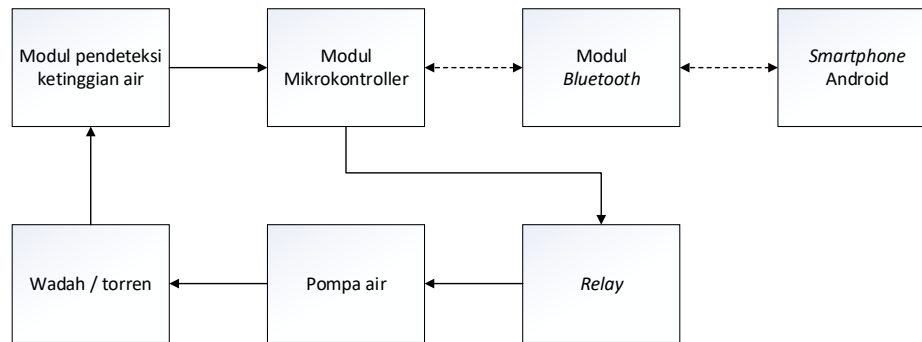 Modul pendeteksi
ketinggian air
Modul
Mikrokontroller
Modul
Bluetooth
Smartphone
Android
Wadah / torren
Pompa air
Relay